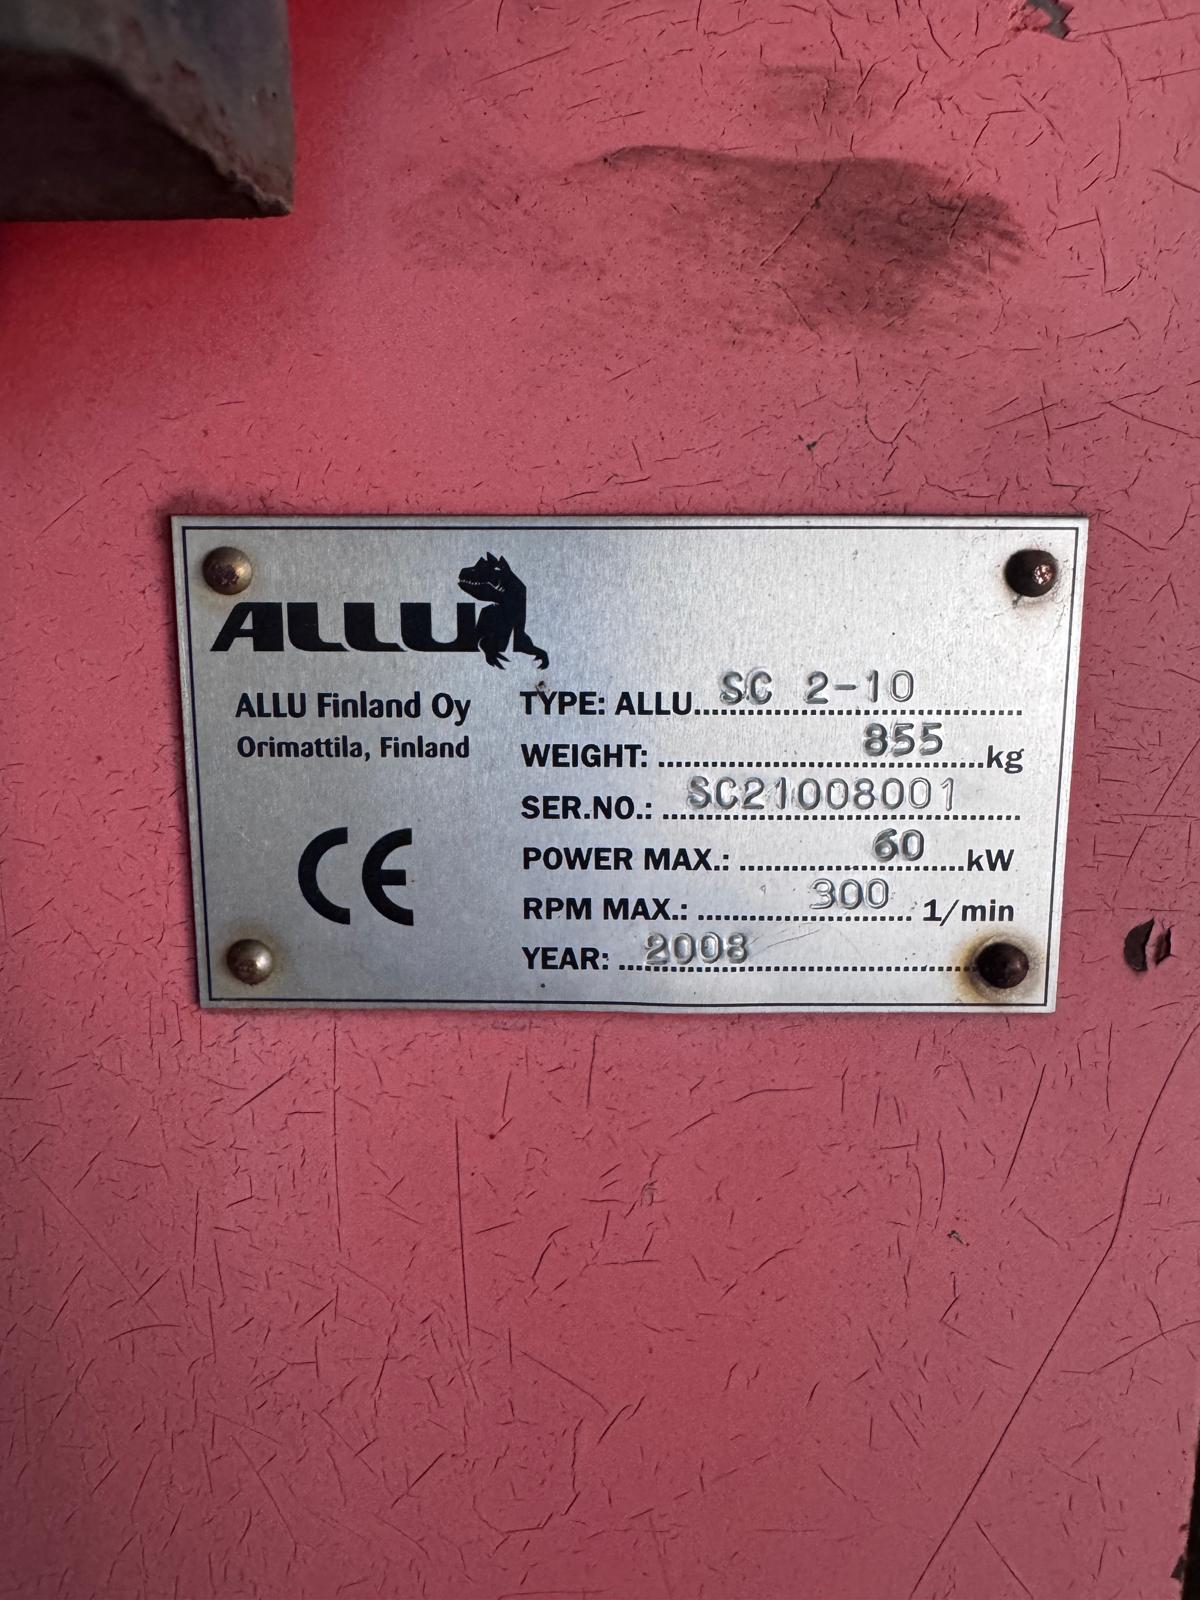 ALLU
ALLU Finland Oy
Orimattila, Finland
CE
TYPE: ALLU SC 2-10
WEIGHT: 855 kg
SER.NO.: SC21008001
POWER MAX.: 60 kW
RPM MAX.: 300 1/min
YEAR: 2008